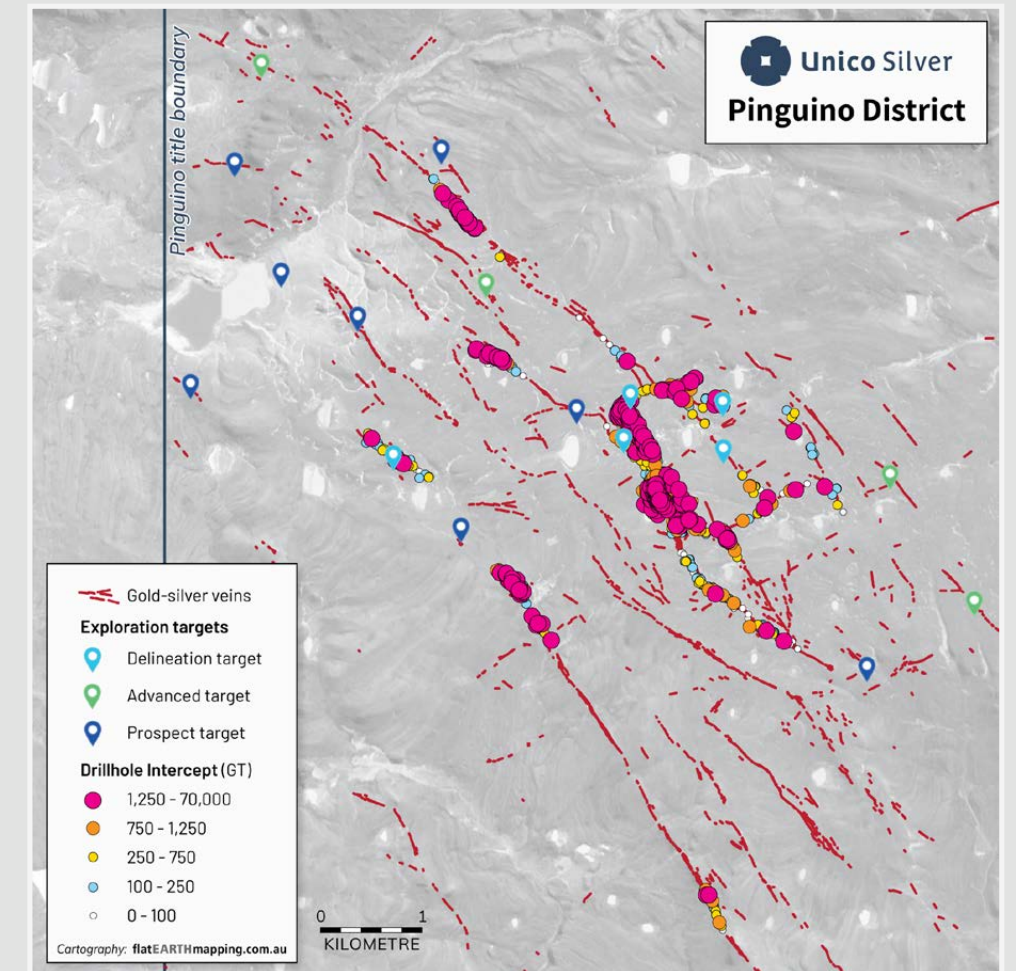 Pinguino title boundary
Unico Silver
Pinguino District
Gold-silver veins
Exploration targets
Delineation target
Advanced target
Prospect target
Drillhole Intercept (GT)
1,250 - 70,000
750 - 1,250
250 - 750
100 - 250
0 - 100
Cartography: flatEARTHmapping.com.au
0 1
KILOMETRE